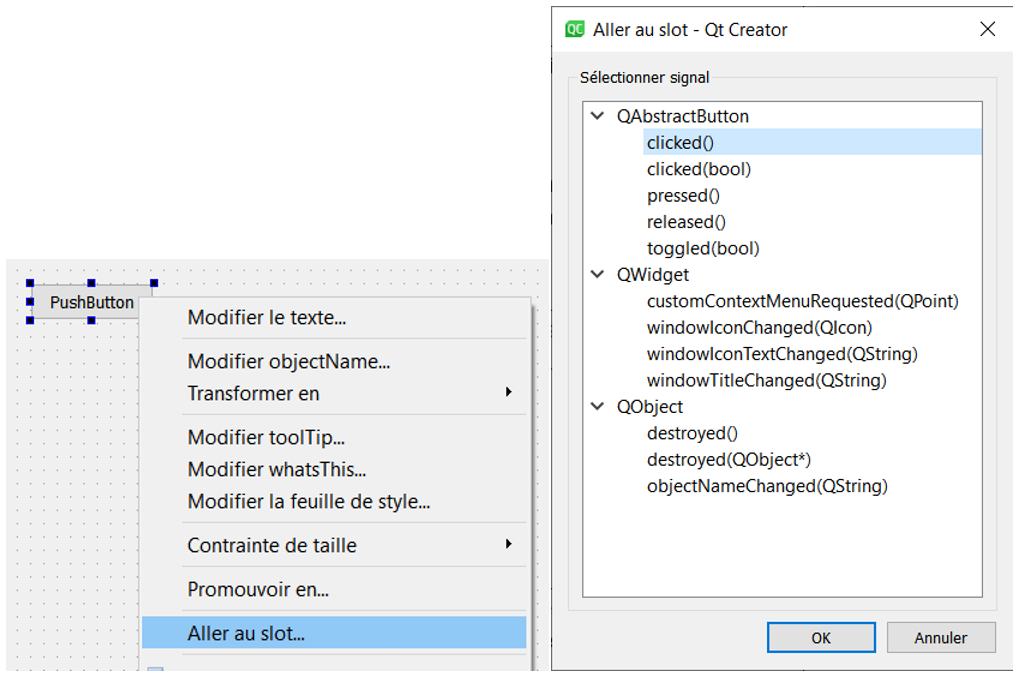 PushButton
Modifier le texte...
Modifier objectName...
Transformer en
Modifier toolTip...
Modifier whatsThis...
Modifier la feuille de style...
Contrainte de taille
Promouvoir en...
Aller au slot...
QC Aller au slot - Qt Creator
Sélectionner signal
QAbstractButton
clicked()
clicked(bool)
pressed()
released()
toggled(bool)
QWidget
customContextMenuRequested(QPoint)
windowIconChanged(QIcon)
windowIconTextChanged(QString)
windowTitleChanged(QString)
QObject
destroyed()
destroyed(QObject*)
objectNameChanged(QString)
OK
Annuler